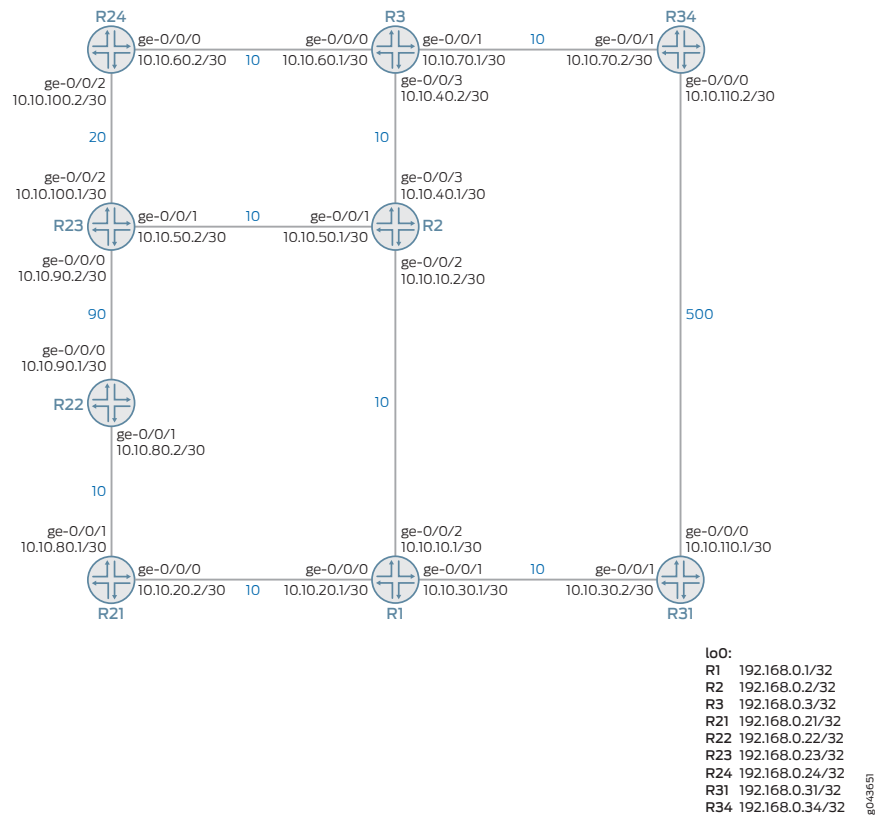 R24
R3
R34
ge-0/0/0
10.10.60.2/30
10
ge-0/0/0
10.10.60.1/30
ge-0/0/1
10.10.70.1/30
10
ge-0/0/1
10.10.70.2/30
ge-0/0/2
10.10.100.2/30
ge-0/0/3
10.10.40.2/30
ge-0/0/0
10.10.110.2/30
20
10
ge-0/0/2
10.10.100.1/30
ge-0/0/3
10.10.40.1/30
R23
ge-0/0/1
10.10.50.2/30
10
ge-0/0/1
10.10.50.1/30
R2
ge-0/0/0
10.10.90.2/30
ge-0/0/2
10.10.10.2/30
90
500
ge-0/0/0
10.10.90.1/30
R22
10
ge-0/0/1
10.10.80.2/30
10
ge-0/0/1
10.10.80.1/30
ge-0/0/2
10.10.10.1/30
ge-0/0/0
10.10.110.1/30
ge-0/0/0
10.10.20.2/30
10
ge-0/0/0
10.10.20.1/30
ge-0/0/1
10.10.30.1/30
10
ge-0/0/1
10.10.30.2/30
R21
R1
R31
lo0:
R1 192.168.0.1/32
R2 192.168.0.2/32
R3 192.168.0.3/32
R21 192.168.0.21/32
R22 192.168.0.22/32
R23 192.168.0.23/32
R24 192.168.0.24/32
R31 192.168.0.31/32
R34 192.168.0.34/32
g043651